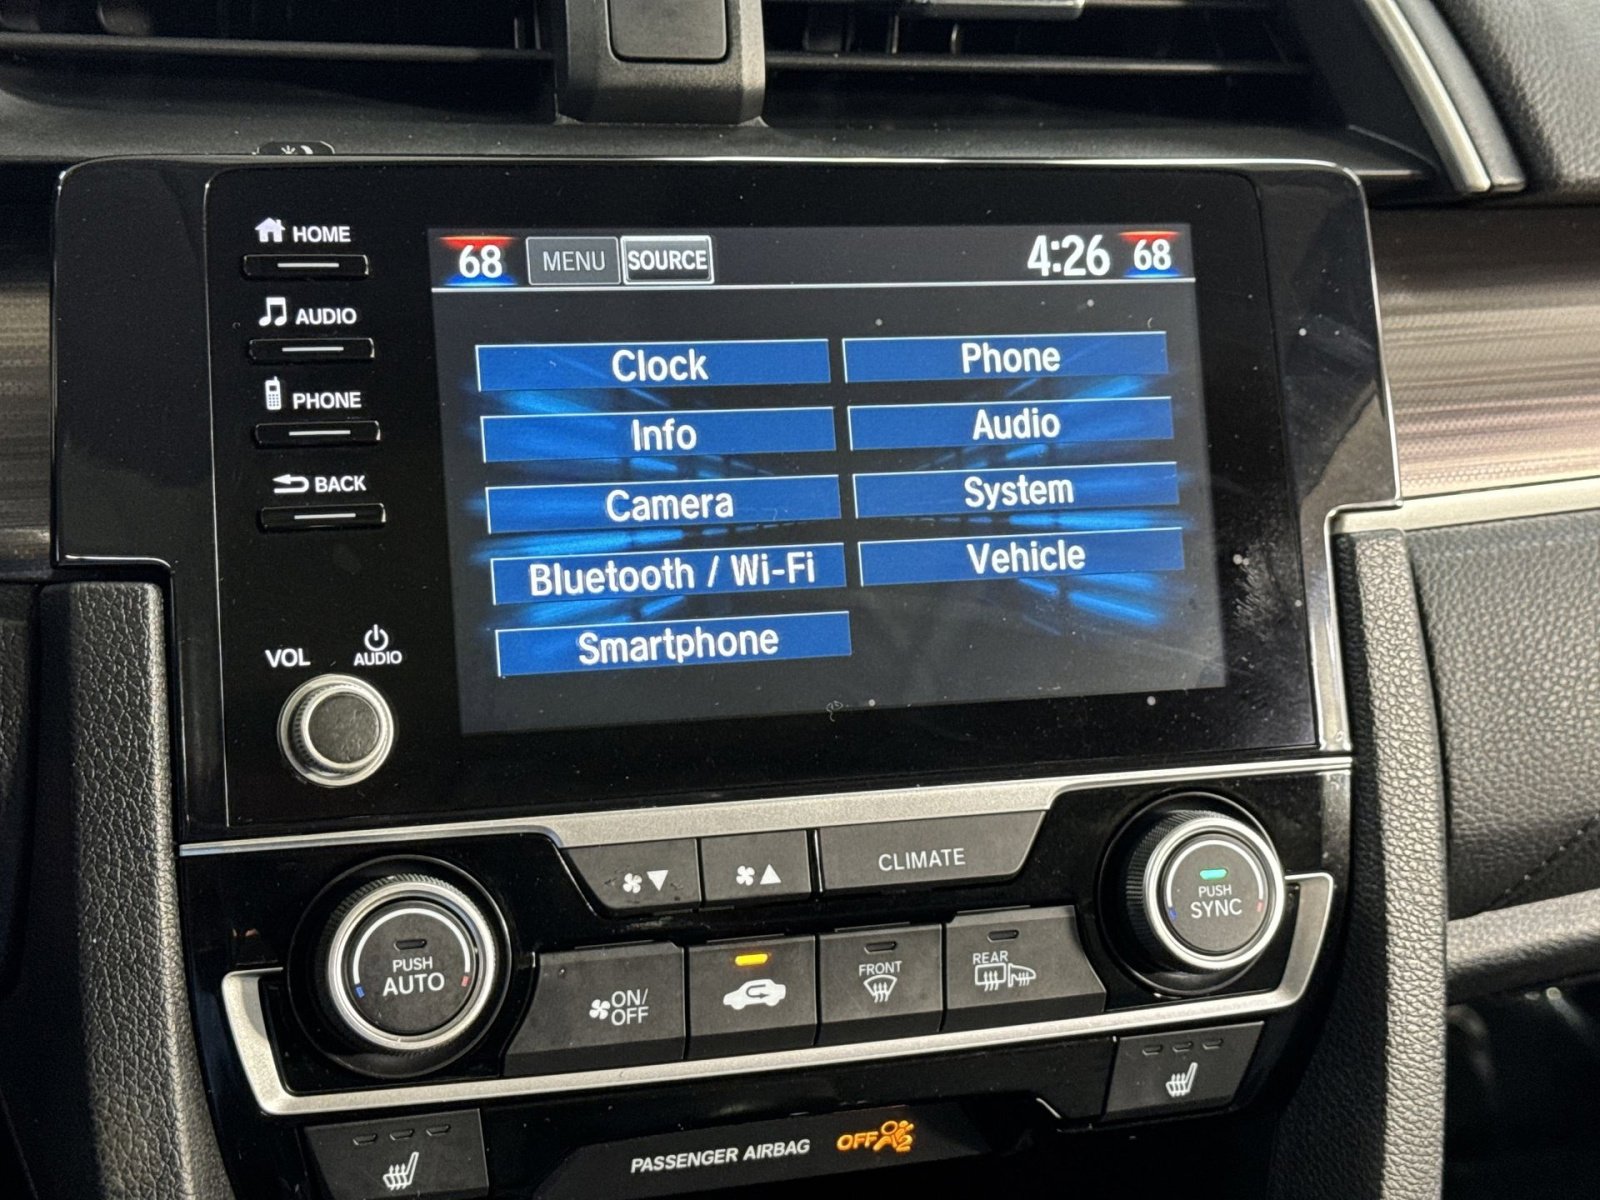 HOME
AUDIO
PHONE
BACK
VOL
AUDIO
68 MENU SOURCE 4:26 68
Clock Phone
Info Audio
Camera System
Bluetooth / Wi-Fi Vehicle
Smartphone
CLIMATE
PUSH
SYNC
PUSH
AUTO
ON/
OFF
FRONT
REAR
PASSENGER AIRBAG OFF 2